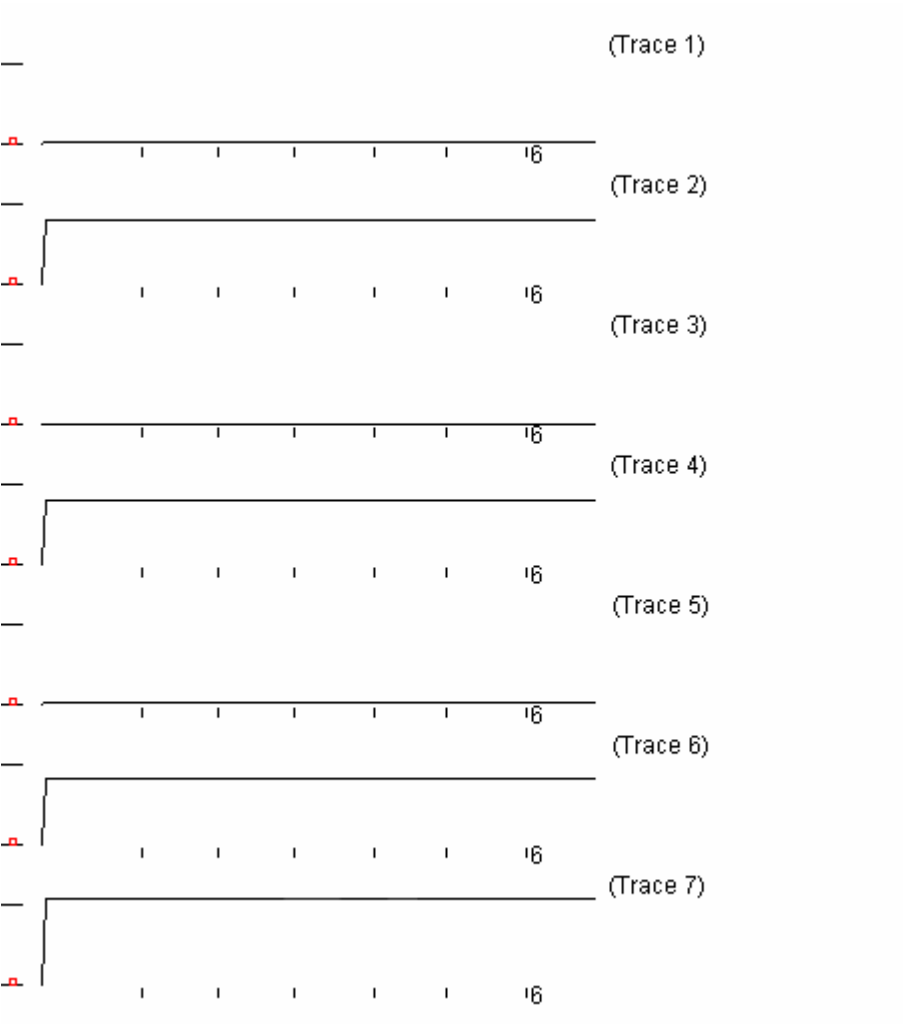 (Trace 1)
6
(Trace 2)
6
(Trace 3)
6
(Trace 4)
6
(Trace 5)
6
(Trace 6)
6
(Trace 7)
6